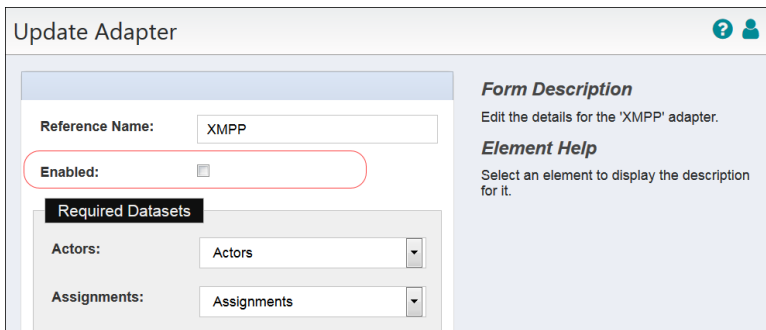 Update Adapter
?
Reference Name:
XMPP
Enabled:
Required Datasets
Actors:
Actors
Assignments:
Assignments
Form Description
Edit the details for the 'XMPP' adapter.
Element Help
Select an element to display the description
for it.